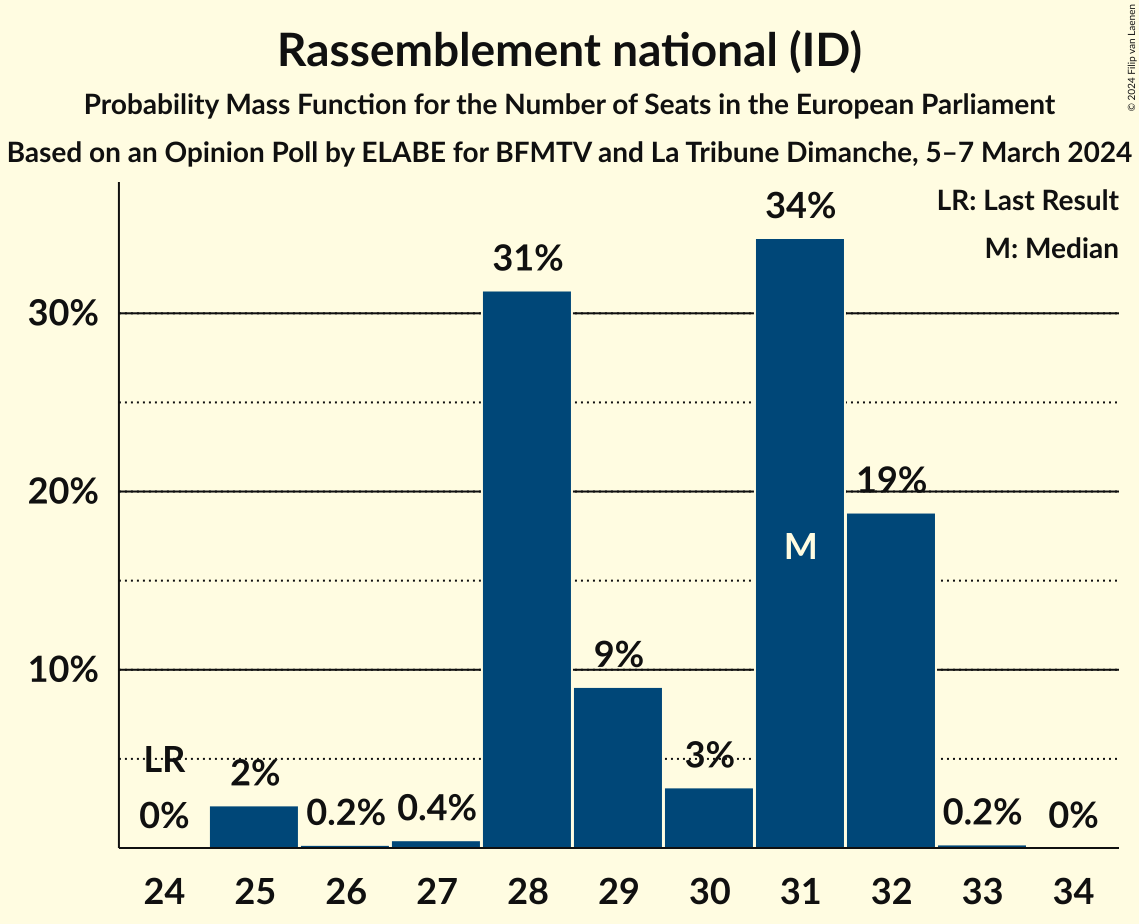 Rassemblement national (ID)
Probability Mass Function for the Number of Seats in the European Parliament
Based on an Opinion Poll by ELABE for BFMTV and La Tribune Dimanche, 5–7 March 2024
© 2024 Filip van Laenen
LR: Last Result
M: Median
30%
20%
10%
LR
0%
2%
0.2%
0.4%
31%
9%
3%
34%
M
19%
0.2%
0%
24 25 26 27 28 29 30 31 32 33 34